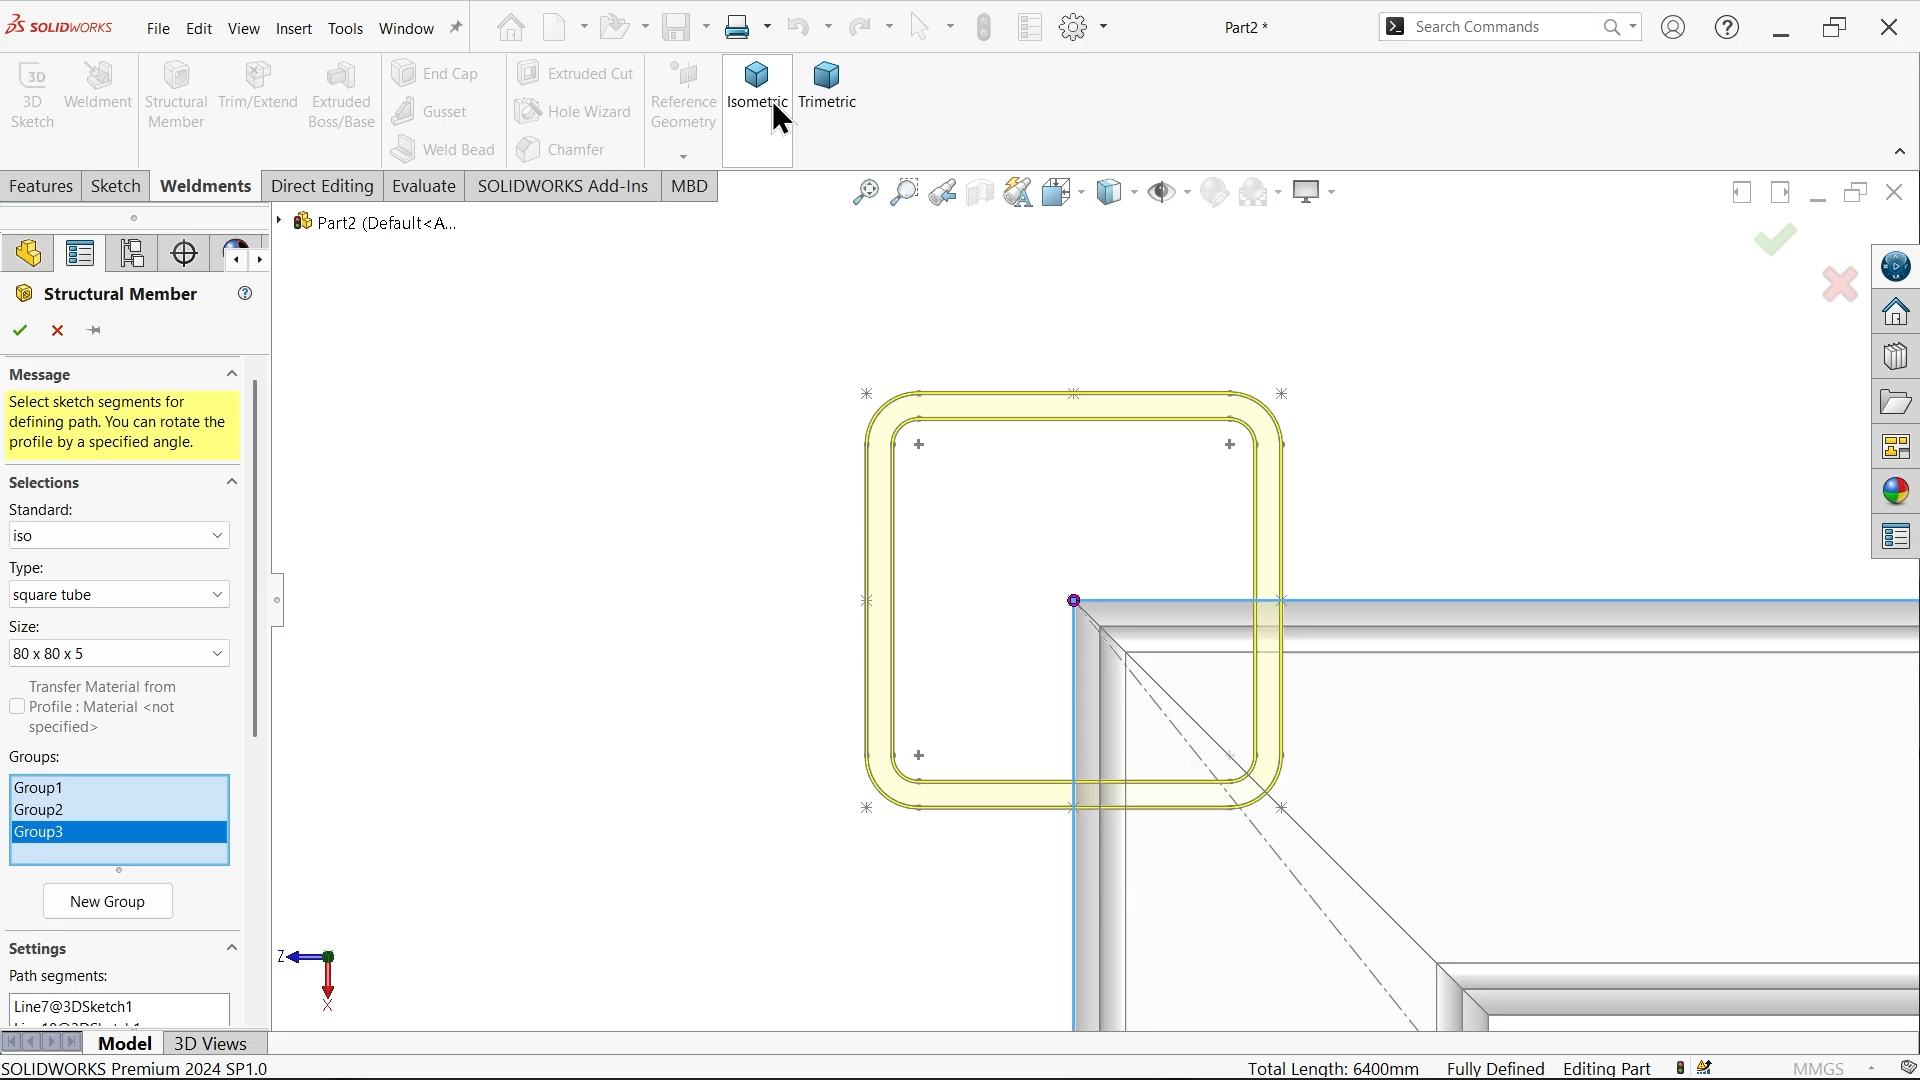 SOLIDWORKS
File Edit View Insert Tools Window
Part2 *
Search Commands
3D Sketch
Weldment
Structural Member
Trim/Extend
Extruded Boss/Base
End Cap
Gusset
Weld Bead
Extruded Cut
Hole Wizard
Chamfer
Reference Geometry
Isometric
Trimetric
Features Sketch Weldments Direct Editing Evaluate SOLIDWORKS Add-Ins MBD
Part2 (Default<A...
Structural Member
Message
Select sketch segments for
defining path. You can rotate the
profile by a specified angle.
Selections
Standard:
iso
Type:
square tube
Size:
80 x 80 x 5
Transfer Material from
Profile : Material <not
specified>
Groups:
Group1
Group2
Group3
New Group
Settings
Path segments:
Line7@3DSketch1
Z
X
Model 3D Views
SOLIDWORKS Premium 2024 SP1.0
Total Length: 6400mm Fully Defined Editing Part MMGS